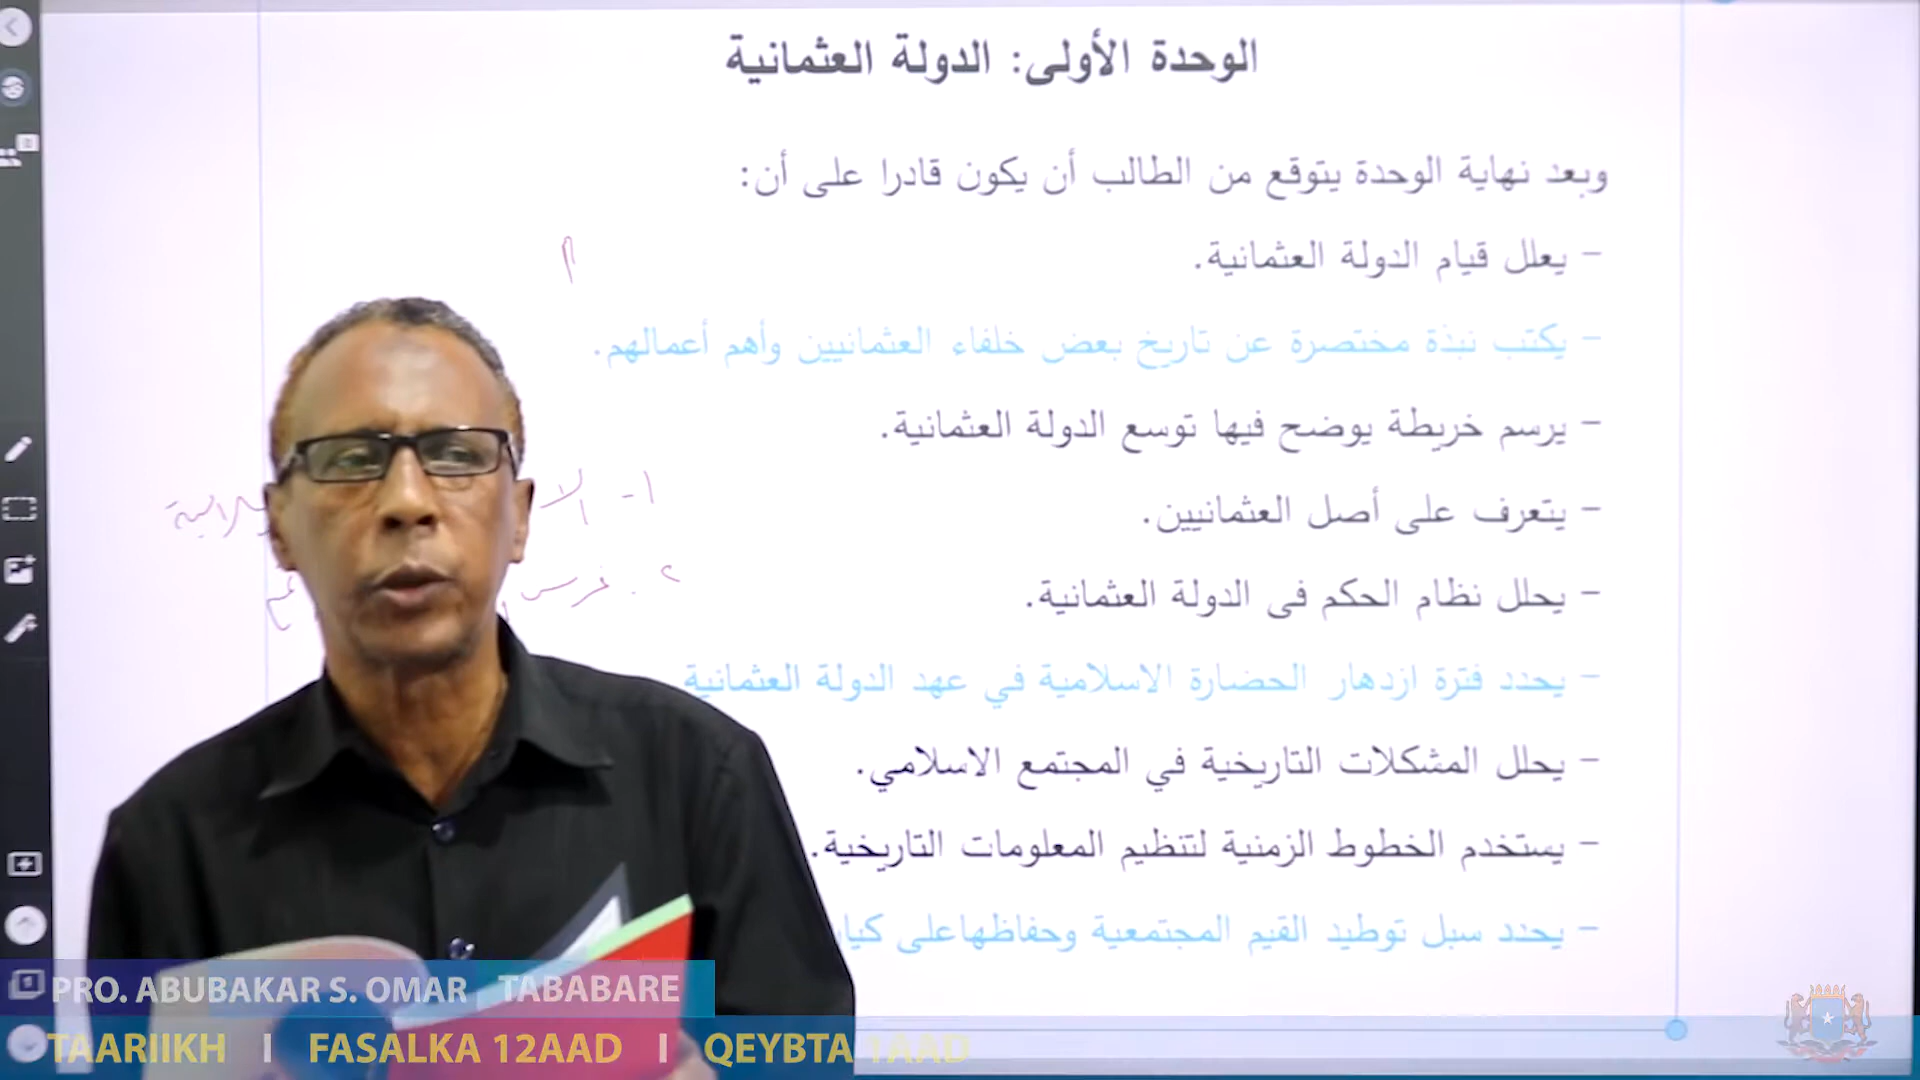 الوحدة الأولى: الدولة العثمانية
وبعد نهاية الوحدة يتوقع من الطالب أن يكون قادرا على أن:
- يعلل قيام الدولة العثمانية.
- يكتب نبذة مختصرة عن تاريخ بعض خلفاء العثمانيين وأهم أعمالهم.
- يرسم خريطة يوضح فيها توسع الدولة العثمانية.
- يتعرف على أصل العثمانيين.
- يحلل نظام الحكم فى الدولة العثمانية.
- يحدد فترة ازدهار الحضارة الاسلامية في عهد الدولة العثمانية
- يحلل المشكلات التاريخية في المجتمع الاسلامي.
- يستخدم الخطوط الزمنية لتنظيم المعلومات التاريخية.
- يحدد سبل توطيد القيم المجتمعية وحفاظهاعلى
PRO. ABUBAKAR S. OMAR TABABARE
TAARIIKH | FASALKA 12AAD | QEYBTA 1AAD